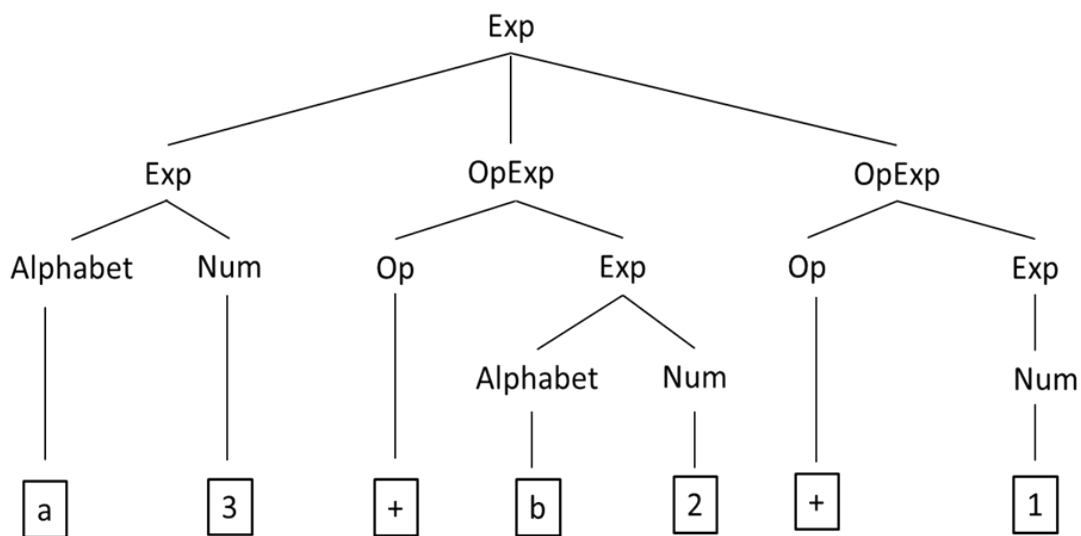 Exp
Exp OpExp OpExp
Alphabet Num Op Exp Op Exp
Alphabet Num Num
a 3 + b 2 + 1